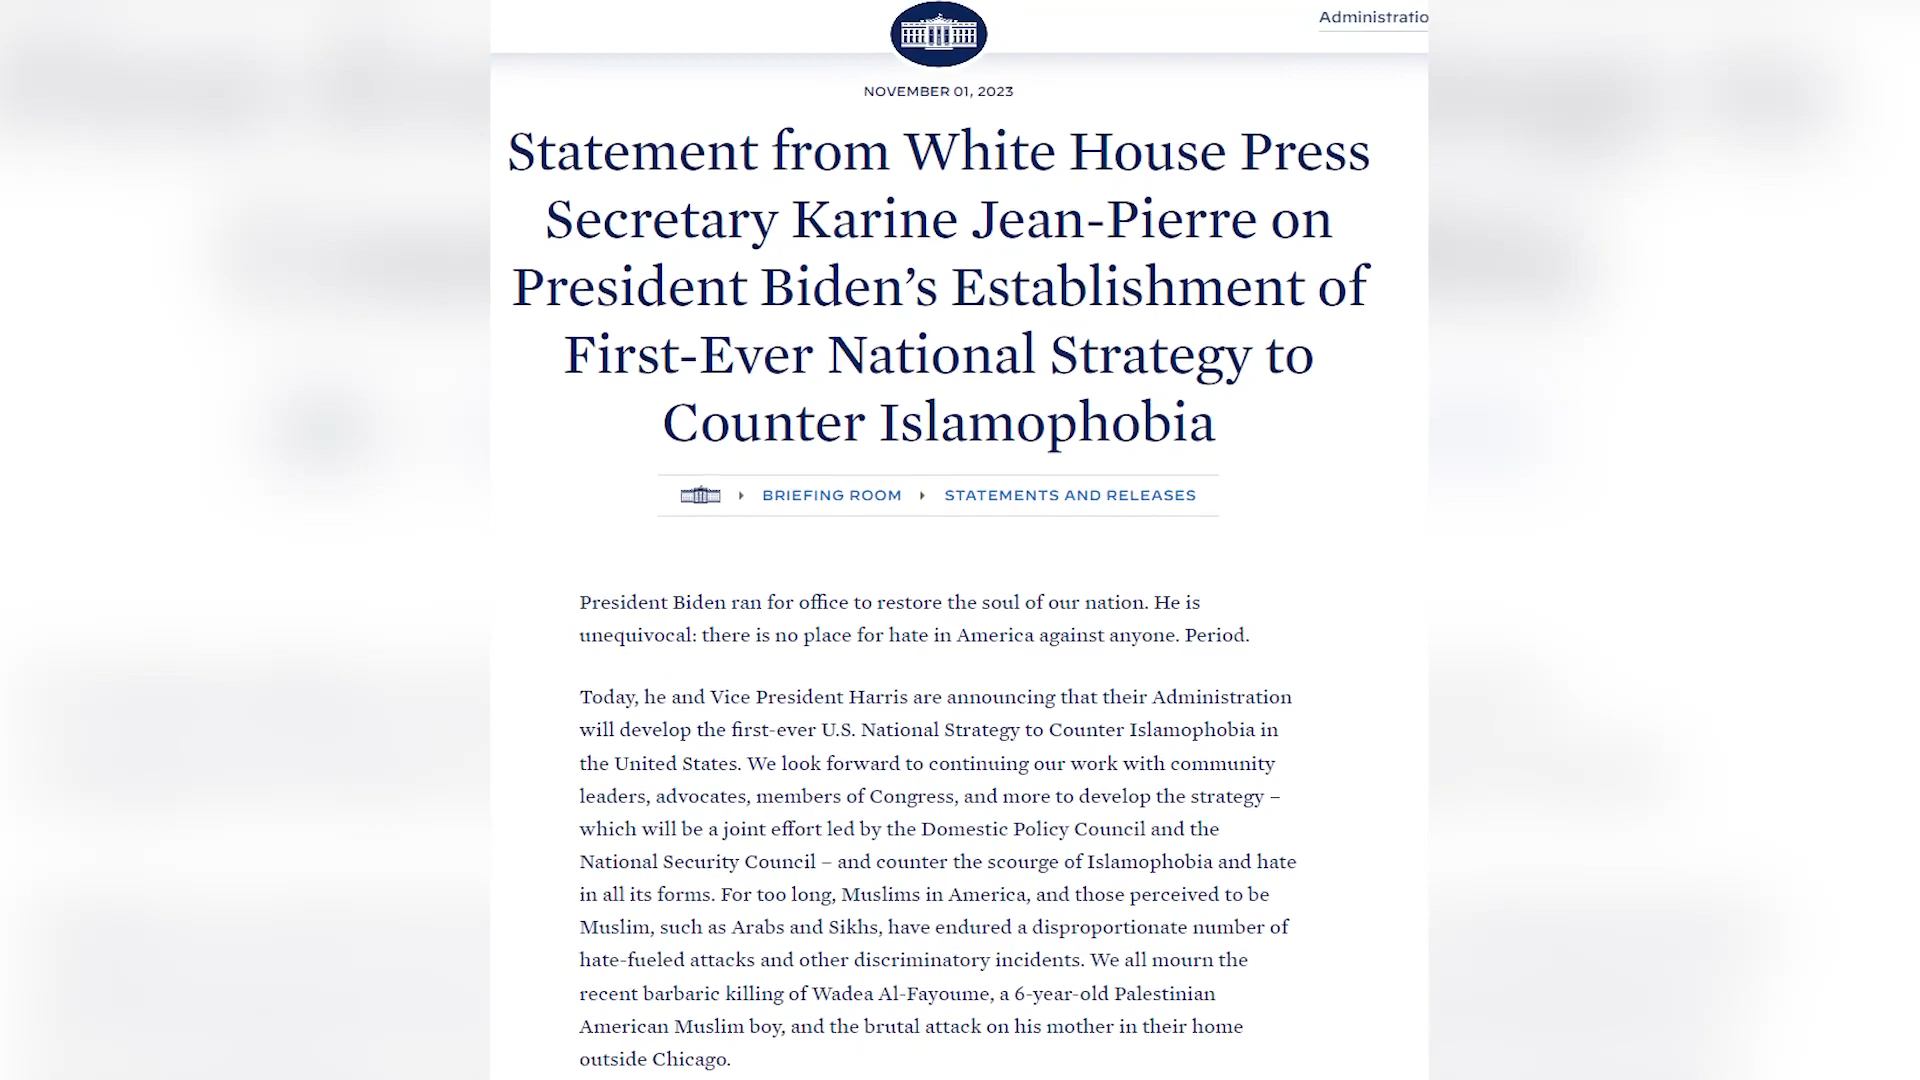 Administratio
NOVEMBER 01, 2023
Statement from White House Press
Secretary Karine Jean-Pierre on
President Biden’s Establishment of
First-Ever National Strategy to
Counter Islamophobia
BRIEFING ROOM STATEMENTS AND RELEASES
President Biden ran for office to restore the soul of our nation. He is
unequivocal: there is no place for hate in America against anyone. Period.
Today, he and Vice President Harris are announcing that their Administration
will develop the first-ever U.S. National Strategy to Counter Islamophobia in
the United States. We look forward to continuing our work with community
leaders, advocates, members of Congress, and more to develop the strategy –
which will be a joint effort led by the Domestic Policy Council and the
National Security Council – and counter the scourge of Islamophobia and hate
in all its forms. For too long, Muslims in America, and those perceived to be
Muslim, such as Arabs and Sikhs, have endured a disproportionate number of
hate-fueled attacks and other discriminatory incidents. We all mourn the
recent barbaric killing of Wadea Al-Fayoume, a 6-year-old Palestinian
American Muslim boy, and the brutal attack on his mother in their home
outside Chicago.